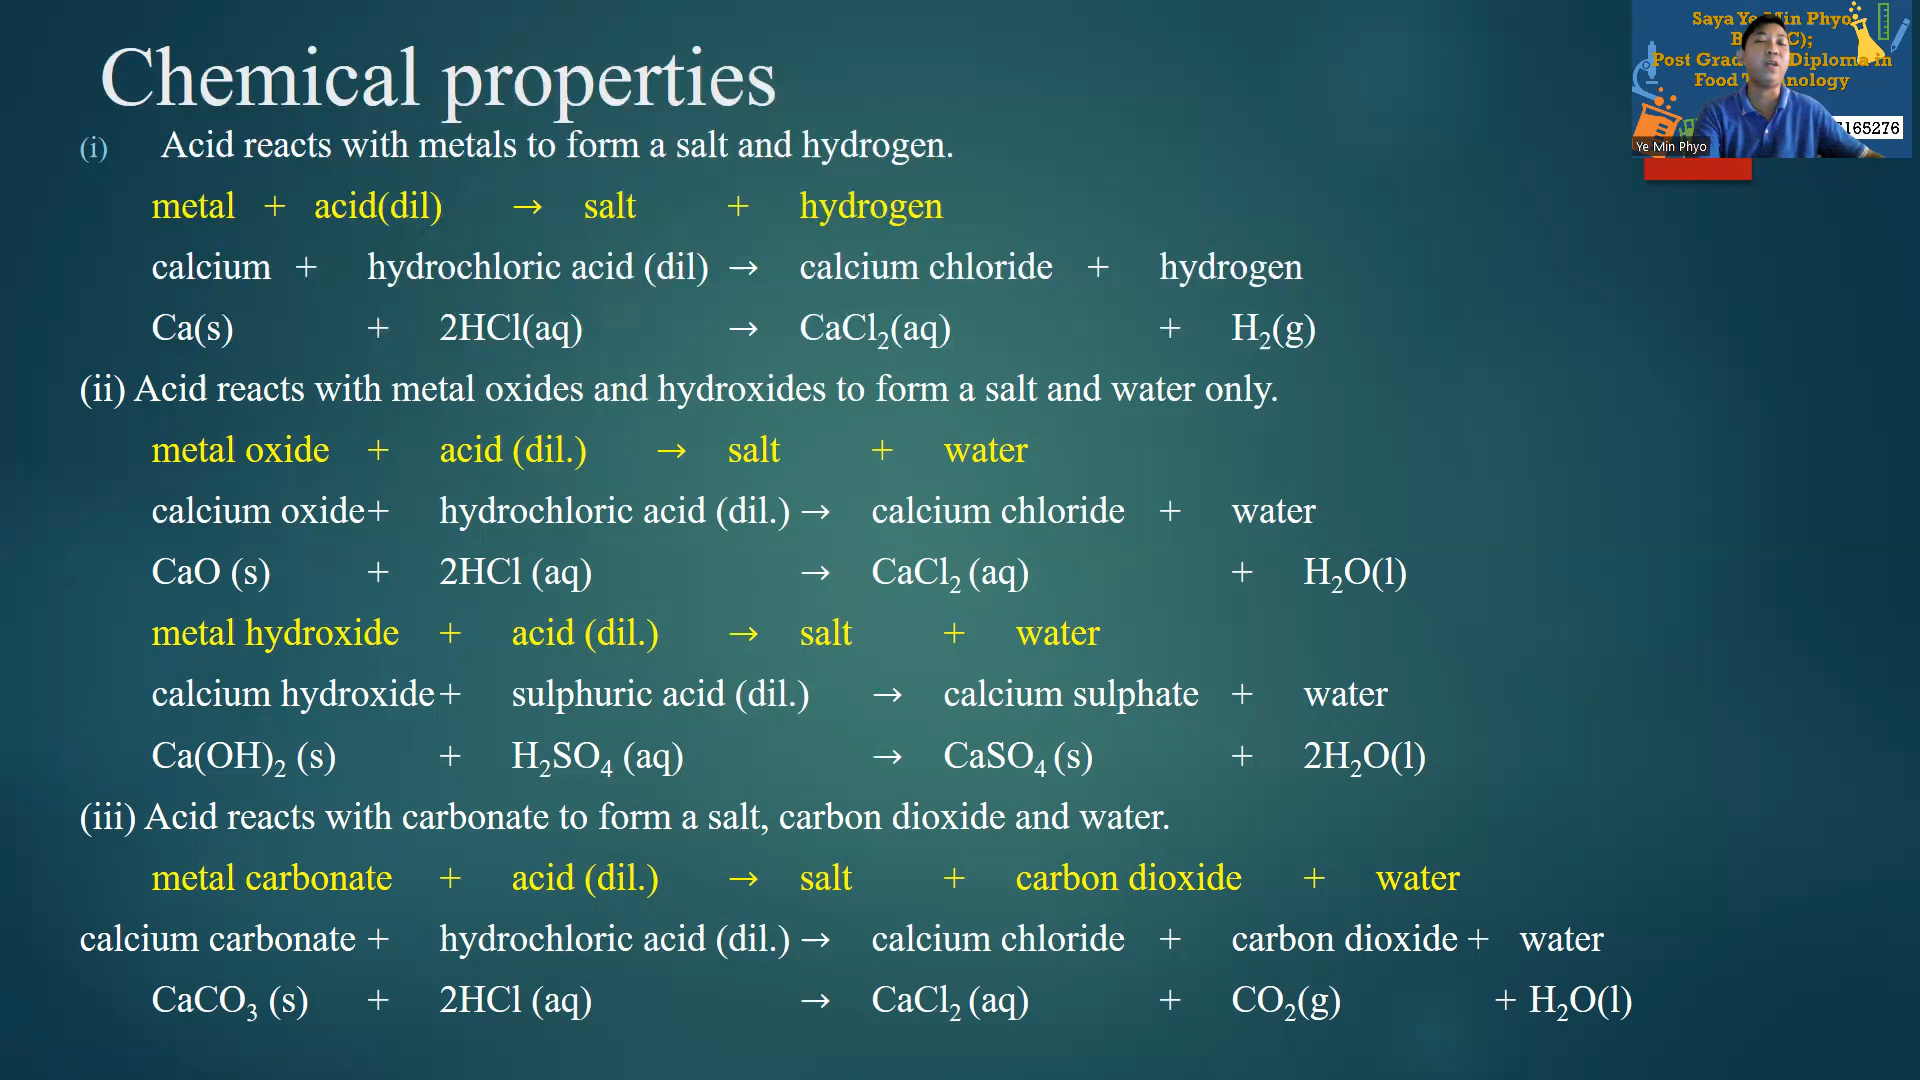 Chemical properties
(i) Acid reacts with metals to form a salt and hydrogen.
metal + acid(dil) → salt + hydrogen
calcium + hydrochloric acid (dil) → calcium chloride + hydrogen
Ca(s) + 2HCl(aq) → CaCl₂(aq) + H₂(g)
(ii) Acid reacts with metal oxides and hydroxides to form a salt and water only.
metal oxide + acid (dil.) → salt + water
calcium oxide+ hydrochloric acid (dil.) → calcium chloride + water
CaO (s) + 2HCl (aq) → CaCl₂ (aq) + H₂O(l)
metal hydroxide + acid (dil.) → salt + water
calcium hydroxide+ sulphuric acid (dil.) → calcium sulphate + water
Ca(OH)₂ (s) + H₂SO₄ (aq) → CaSO₄ (s) + 2H₂O(l)
(iii) Acid reacts with carbonate to form a salt, carbon dioxide and water.
metal carbonate + acid (dil.) → salt + carbon dioxide + water
calcium carbonate + hydrochloric acid (dil.) → calcium chloride + carbon dioxide + water
CaCO₃ (s) + 2HCl (aq) → CaCl₂ (aq) + CO₂(g) + H₂O(l)
Saya Ye Min Phyo
Post Diploma in
Food
165276
Ye Min Phyo